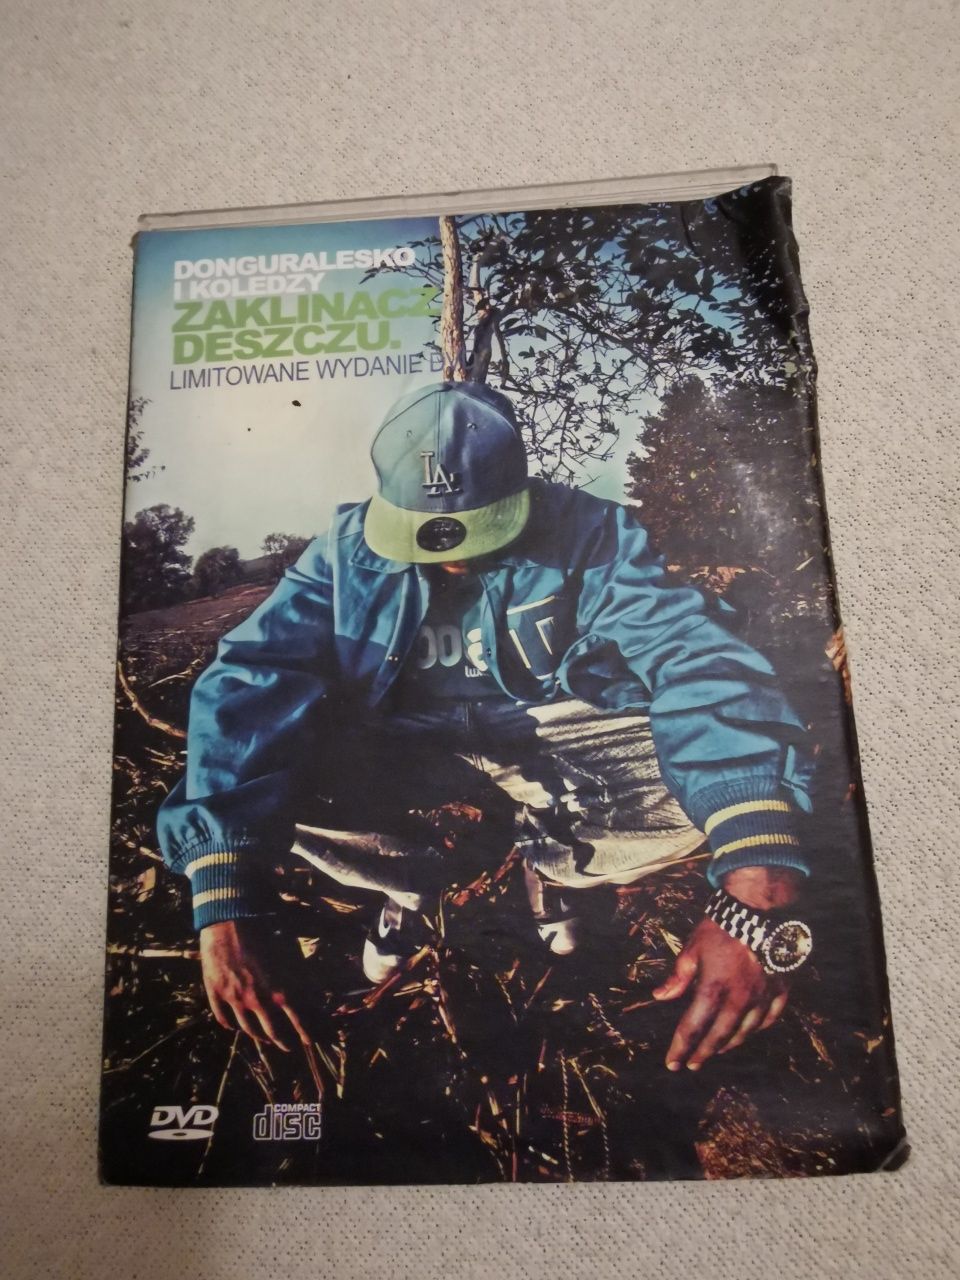 DONGURALESKO
I KOLEDZY
ZAKLINACZ
DESZCZU.
LIMITOWANE WYDANIE
LA
DVD
COMPACT
disc